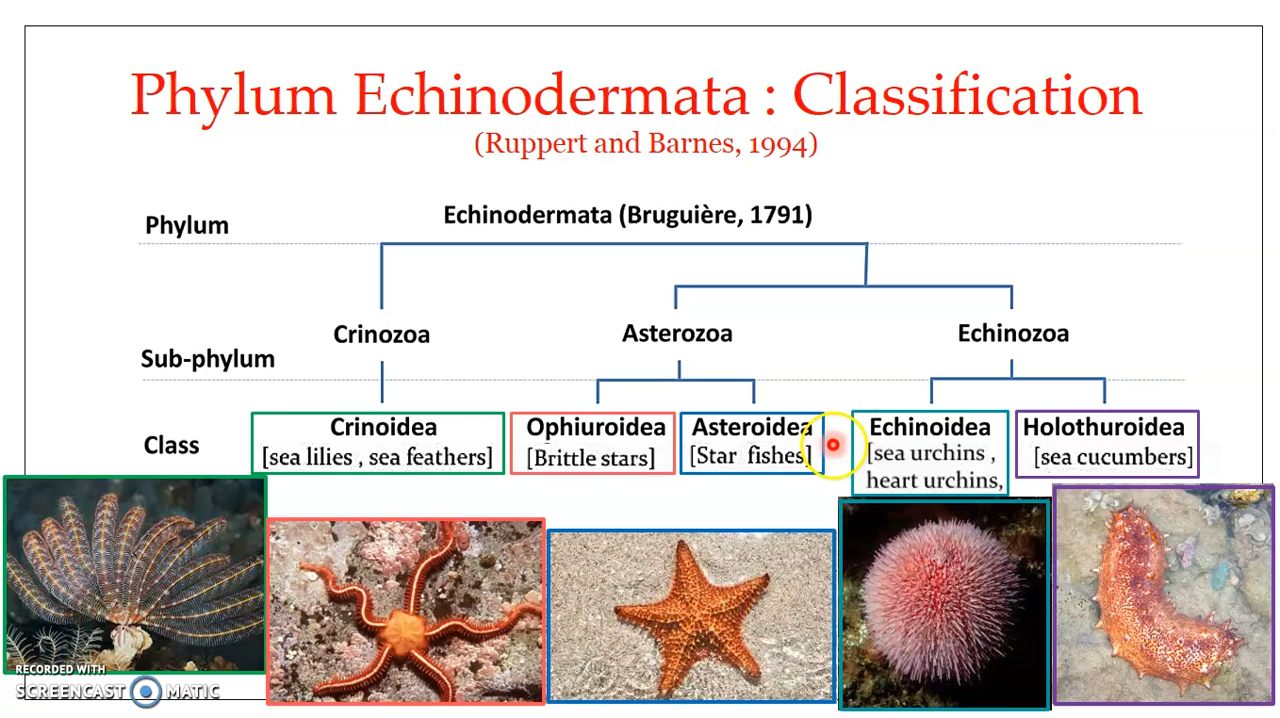 Phylum Echinodermata : Classification
(Ruppert and Barnes, 1994)
Phylum
Echinodermata (Bruguière, 1791)
Crinozoa
Asterozoa
Echinozoa
Sub-phylum
Class
Crinoidea
[sea lilies , sea feathers]
Ophiuroidea
[Brittle stars]
Asteroidea
[Star fishes]
Echinoidea
[sea urchins ,
heart urchins,
Holothuroidea
[sea cucumbers]
RECORDED WITH
SCREENCAST MATIC